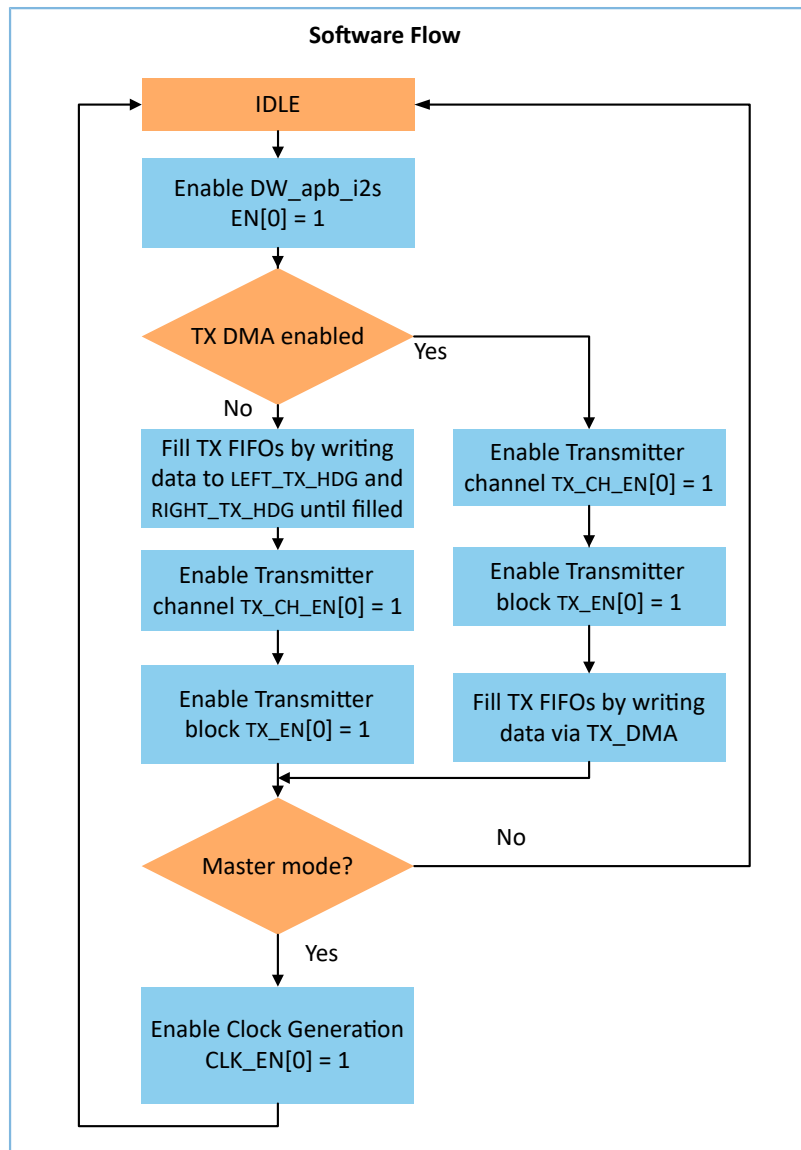 Software Flow
IDLE
Enable DW_apb_i2s
EN[0] = 1
TX DMA enabled
Yes
No
Fill TX FIFOs by writing
data to LEFT_TX_HDG and
RIGHT_TX_HDG until filled
Enable Transmitter
channel TX_CH_EN[0] = 1
Enable Transmitter
block TX_EN[0] = 1
Enable Transmitter
channel TX_CH_EN[0] = 1
Enable Transmitter
block TX_EN[0] = 1
Fill TX FIFOs by writing
data via TX_DMA
Master mode?
No
Yes
Enable Clock Generation
CLK_EN[0] = 1